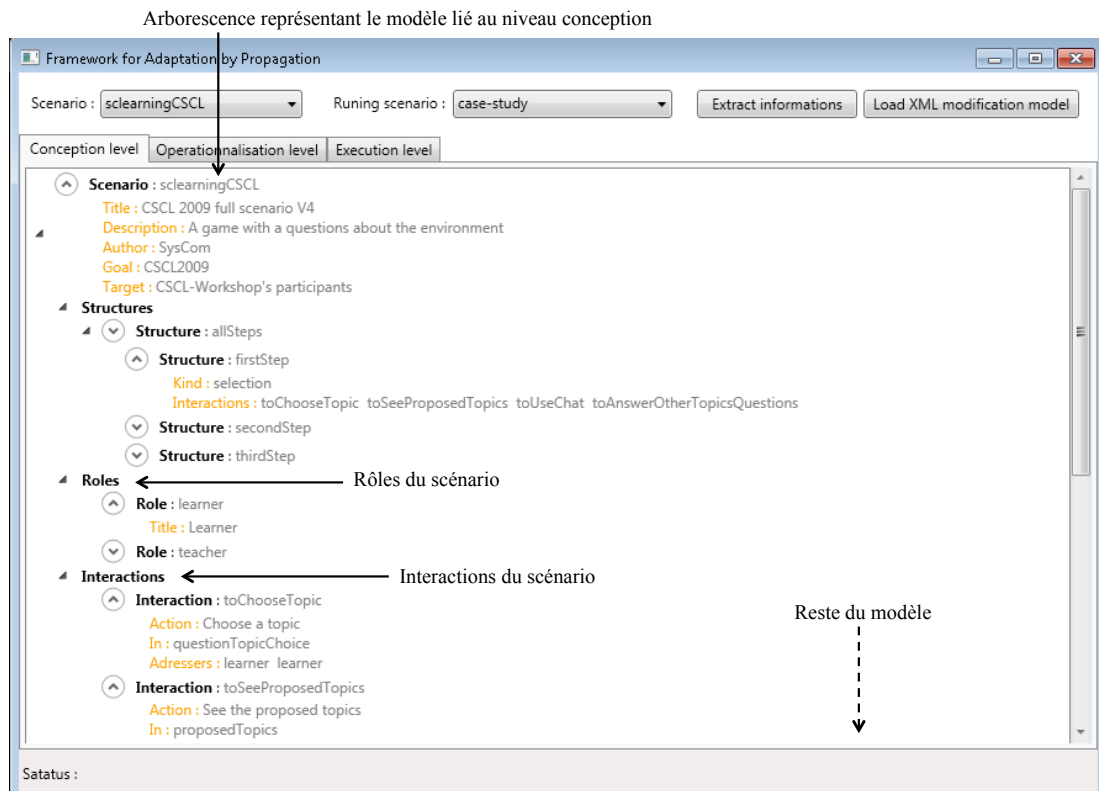 Arborescence représentant le modèle lié au niveau conception
Framework for Adaptation by Propagation
Scenario : sclearningCSCL Runing scenario : case-study Extract informations Load XML modification model
Conception level Operationnalisation level Execution level
Scenario : sclearningCSCL
Title : CSCL 2009 full scenario V4
Description : A game with a questions about the environment
Author : SysCom
Goal : CSCL2009
Target : CSCL-Workshop's participants
Structures
Structure : allSteps
Structure : firstStep
Kind : selection
Interactions : toChooseTopic toSeeProposedTopics toUseChat toAnswerOtherTopicsQuestions
Structure : secondStep
Structure : thirdStep
Roles Rôles du scénario
Role : learner
Title : Learner
Role : teacher
Interactions Interactions du scénario
Interaction : toChooseTopic
Action : Choose a topic
In : questionTopicChoice
Adressers : learner learner
Reste du modèle
Interaction : toSeeProposedTopics
Action : See the proposed topics
In : proposedTopics
Satatus :